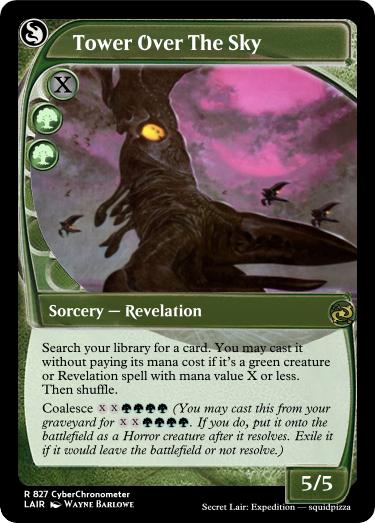 Tower Over The Sky
X
Sorcery — Revelation
Search your library for a card. You may cast it
without paying its mana cost if it's a green creature
or Revelation spell with mana value X or less.
Then shuffle.
Coalesce X X (You may cast this from your
graveyard for X X. If you do, put it onto the
battlefield as a Horror creature after it resolves. Exile it
if it would leave the battlefield or not resolve.)
5/5
R 827 CyberChronometer
LAIR Wayne Barlowe
Secret Lair: Expedition — squidpizza